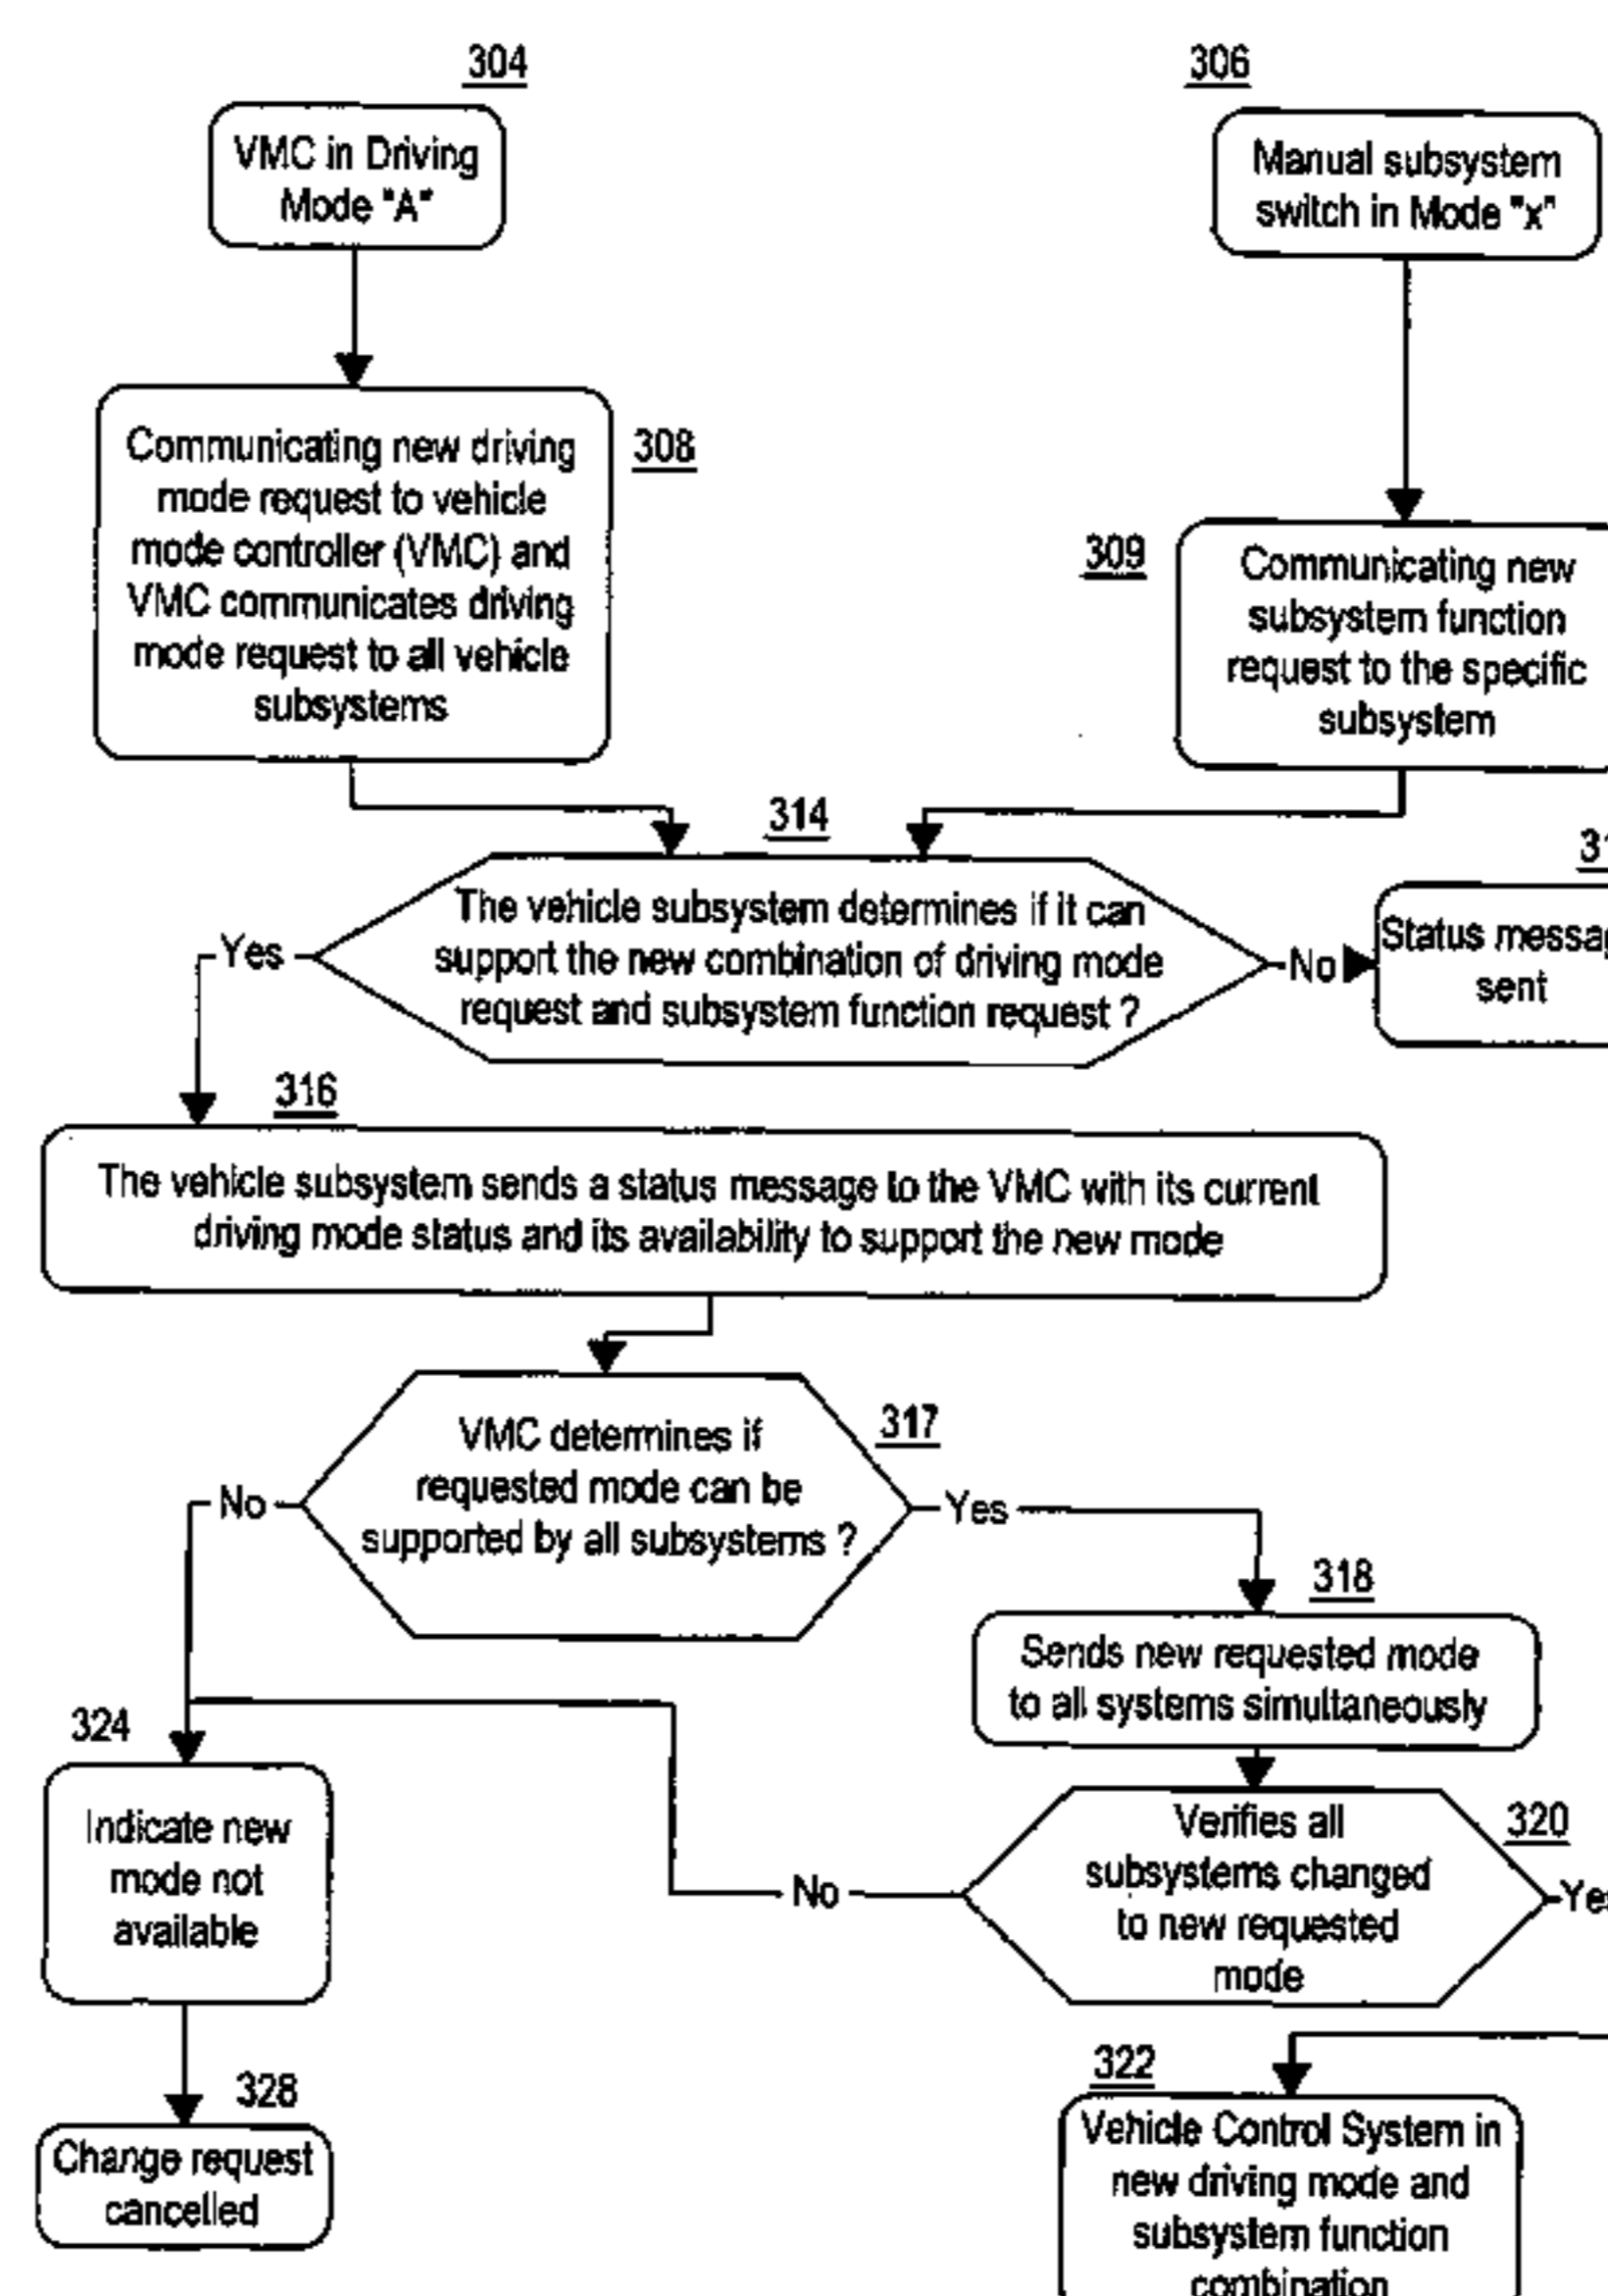 304
VMC in Driving
Mode "A"
306
Manual subsystem
switch in Mode "x"
Communicating new driving
mode request to vehicle
mode controller (VMC) and
VMC communicates driving
mode request to all vehicle
subsystems
308
309
Communicating new
subsystem function
request to the specific
subsystem
314
The vehicle subsystem determines if it can
support the new combination of driving mode
request and subsystem function request ?
Yes
No
Status
sent
316
The vehicle subsystem sends a status message to the VMC with its current
driving mode status and its availability to support the new mode
317
VMC determines if
requested mode can be
supported by all subsystems ?
No
Yes
318
Sends new requested mode
to all systems simultaneously
324
Indicate new
mode not
available
320
Verifies all
subsystems changed
to new requested
mode
No
322
Vehicle Control System in
new driving mode and
subsystem function
combination
328
Change request
cancelled